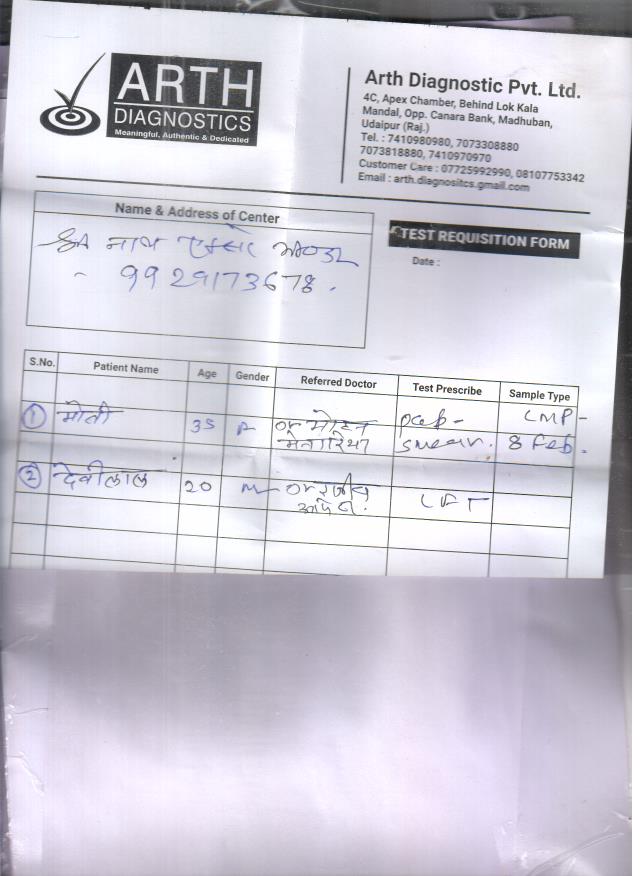 ARTH
DIAGNOSTICS
Meaningful, Authentic & Dedicated
Arth Diagnostic Pvt. Ltd.
4C, Apex Chamber, Behind Lok Kala
Mandal, Opp. Canara Bank, Madhuban,
Udaipur (Raj.)
Tel. : 7410980980, 7073308880
7073818880, 7410970970
Customer Care : 07725992990, 08107753342
Email : arth.diagnositcs.gmail.com
Name & Address of Center
नाथ
- 9929173678.
TEST REQUISITION FORM
Date :
S.No. Patient Name Age Gender Referred Doctor Test Prescribe Sample Type
1 मोती 35 F Dr मोहन Pap- LMP-
smear. 8 Feb.
2 देवीलाल 20 M Dr LFT